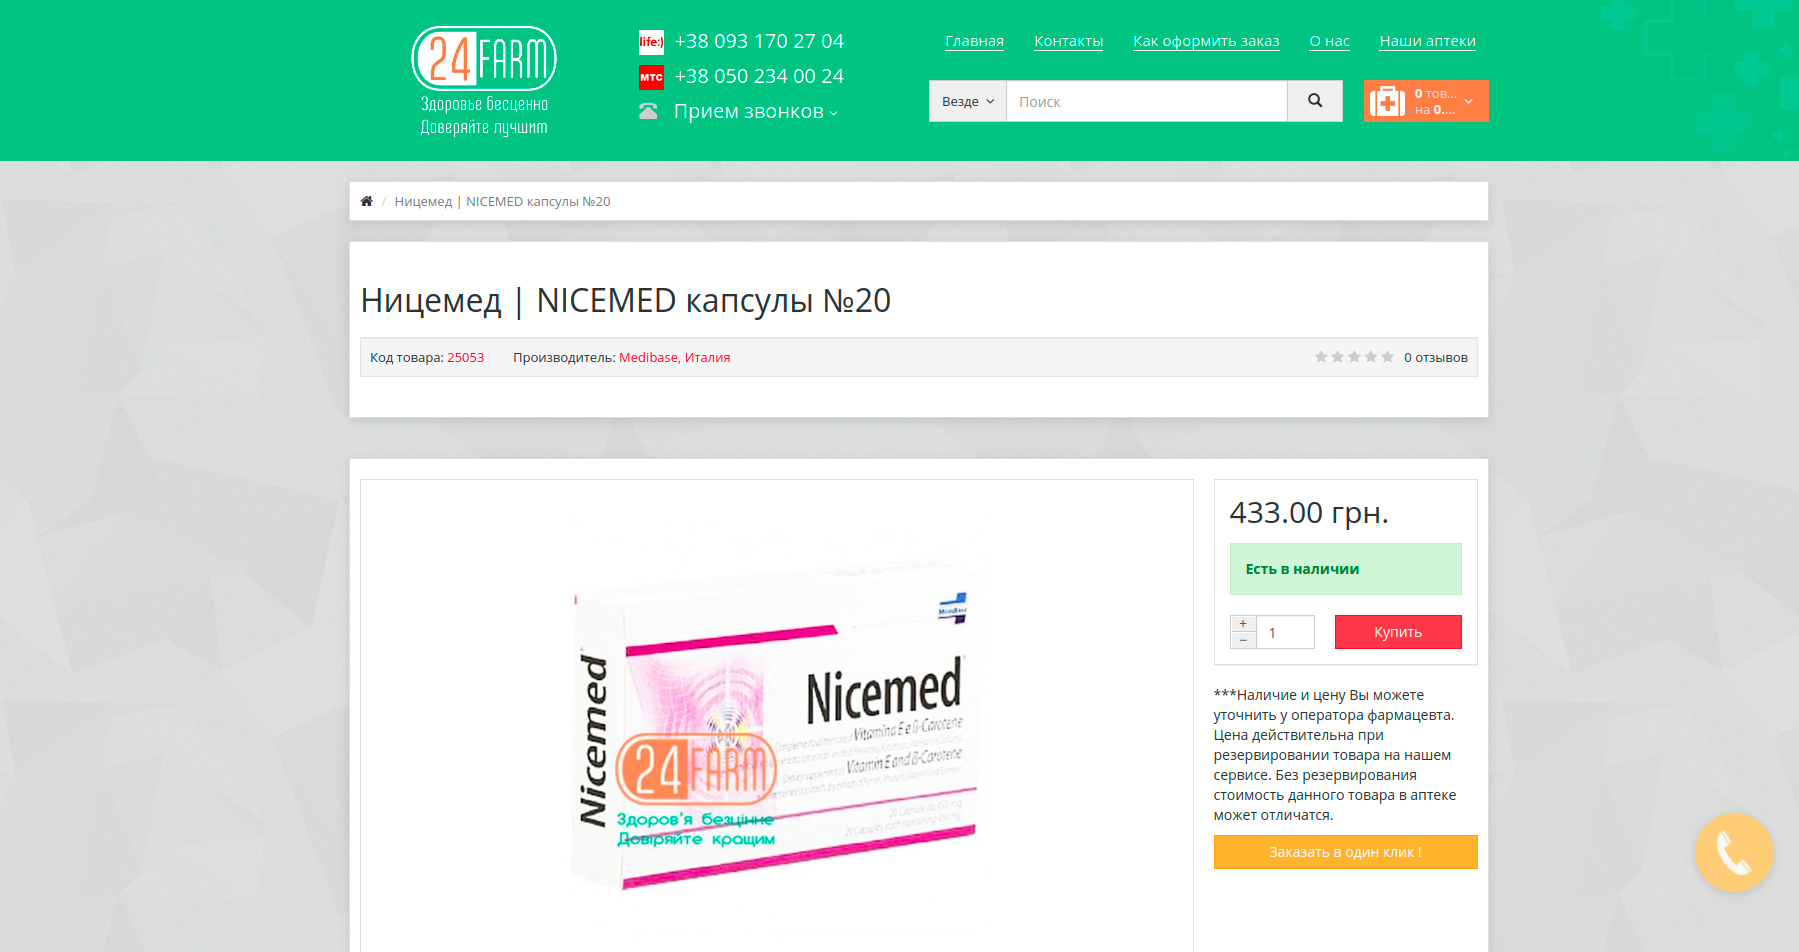 24 FARM
Здоровье бесценно
Доверяйте лучшим
life:) +38 093 170 27 04
МТС +38 050 234 00 24
Прием звонков
Главная Контакты Как оформить заказ О нас Наши аптеки
Везде Поиск
0 тов...
на 0....
/ Ницемед | NICEMED капсулы №20
Ницемед | NICEMED капсулы №20
Код товара: 25053 Производитель: Medibase, Италия 0 отзывов
Nicemed
Nicemed
Vitamina E e ß-Carotene
Vitamin E and ß-Carotene
24 FARM
Здоров'я безцінне
Довіряйте кращим
433.00 грн.
Есть в наличии
+
−
1 Купить
***Наличие и цену Вы можете
уточнить у оператора фармацевта.
Цена действительна при
резервировании товара на нашем
сервисе. Без резервирования
стоимость данного товара в аптеке
может отличатся.
Заказать в один клик !